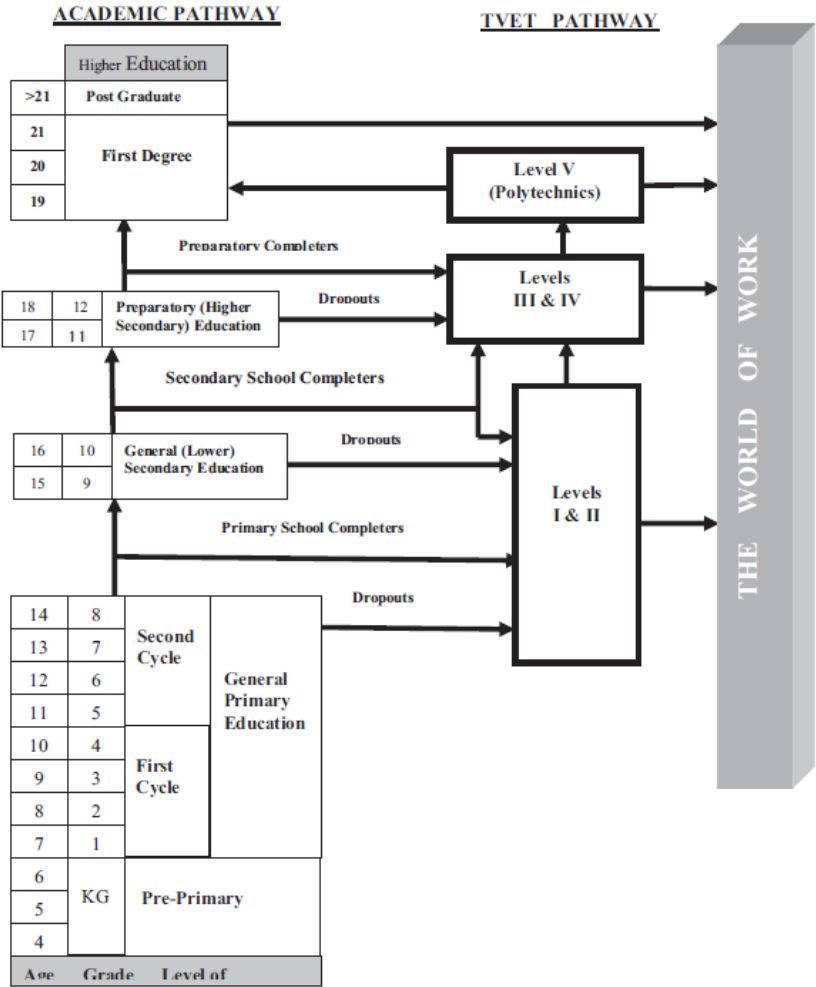 ACADEMIC PATHWAY
TVET PATHWAY
Higher Education
>21 Post Graduate
21
First Degree
20
19
Level V
(Polytechnics)
Preparatory Completers
Levels
III & IV
Dropouts
18 12 Preparatory (Higher
Secondary) Education
17 11
Secondary School Completers
Dropouts
16 10 General (Lower)
Secondary Education
15 9
Levels
I & II
Primary School Completers
Dropouts
14 8
Second
Cycle
13 7
12 6
General
Primary
Education
11 5
10 4
First
Cycle
9 3
8 2
7 1
6
KG Pre-Primary
5
4
Age Grade Level of
THE WORLD OF WORK